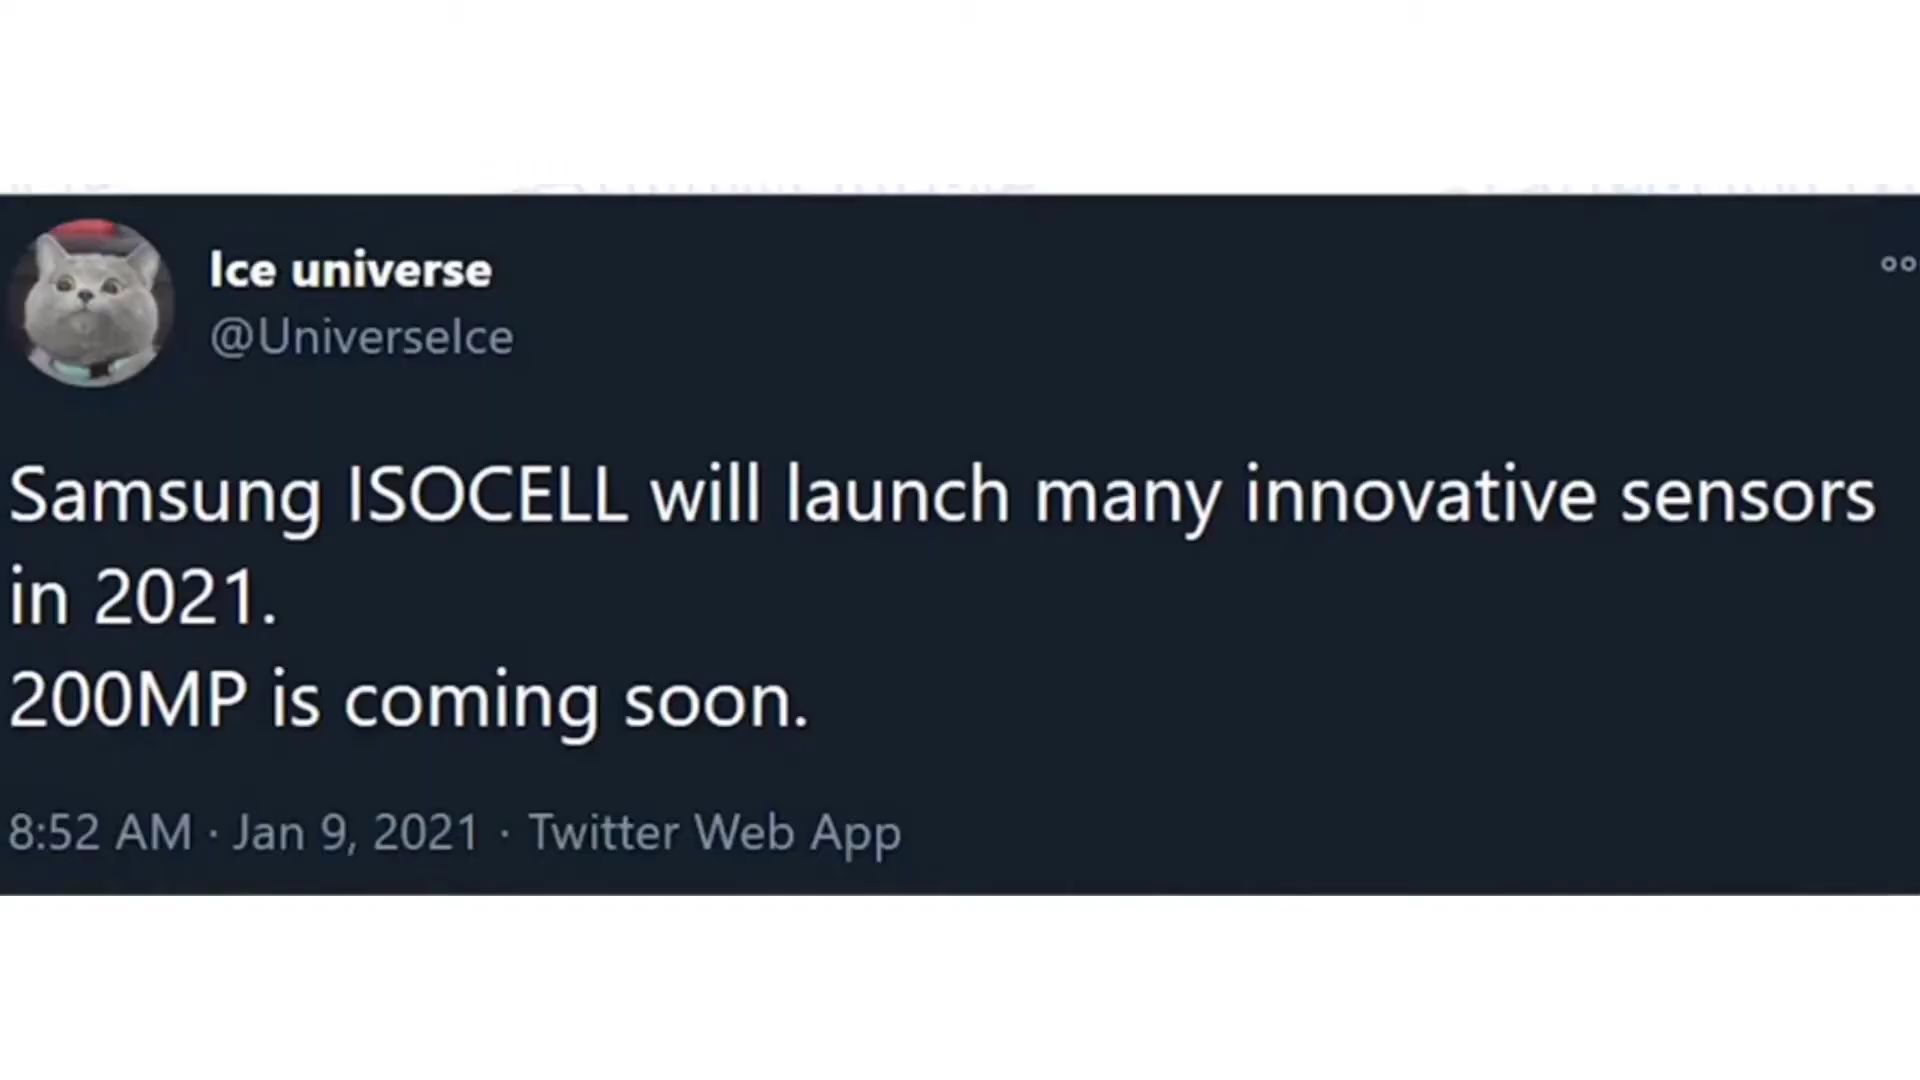 Ice universe
@UniverseIce
Samsung ISOCELL will launch many innovative sensors
in 2021.
200MP is coming soon.
8:52 AM · Jan 9, 2021 · Twitter Web App